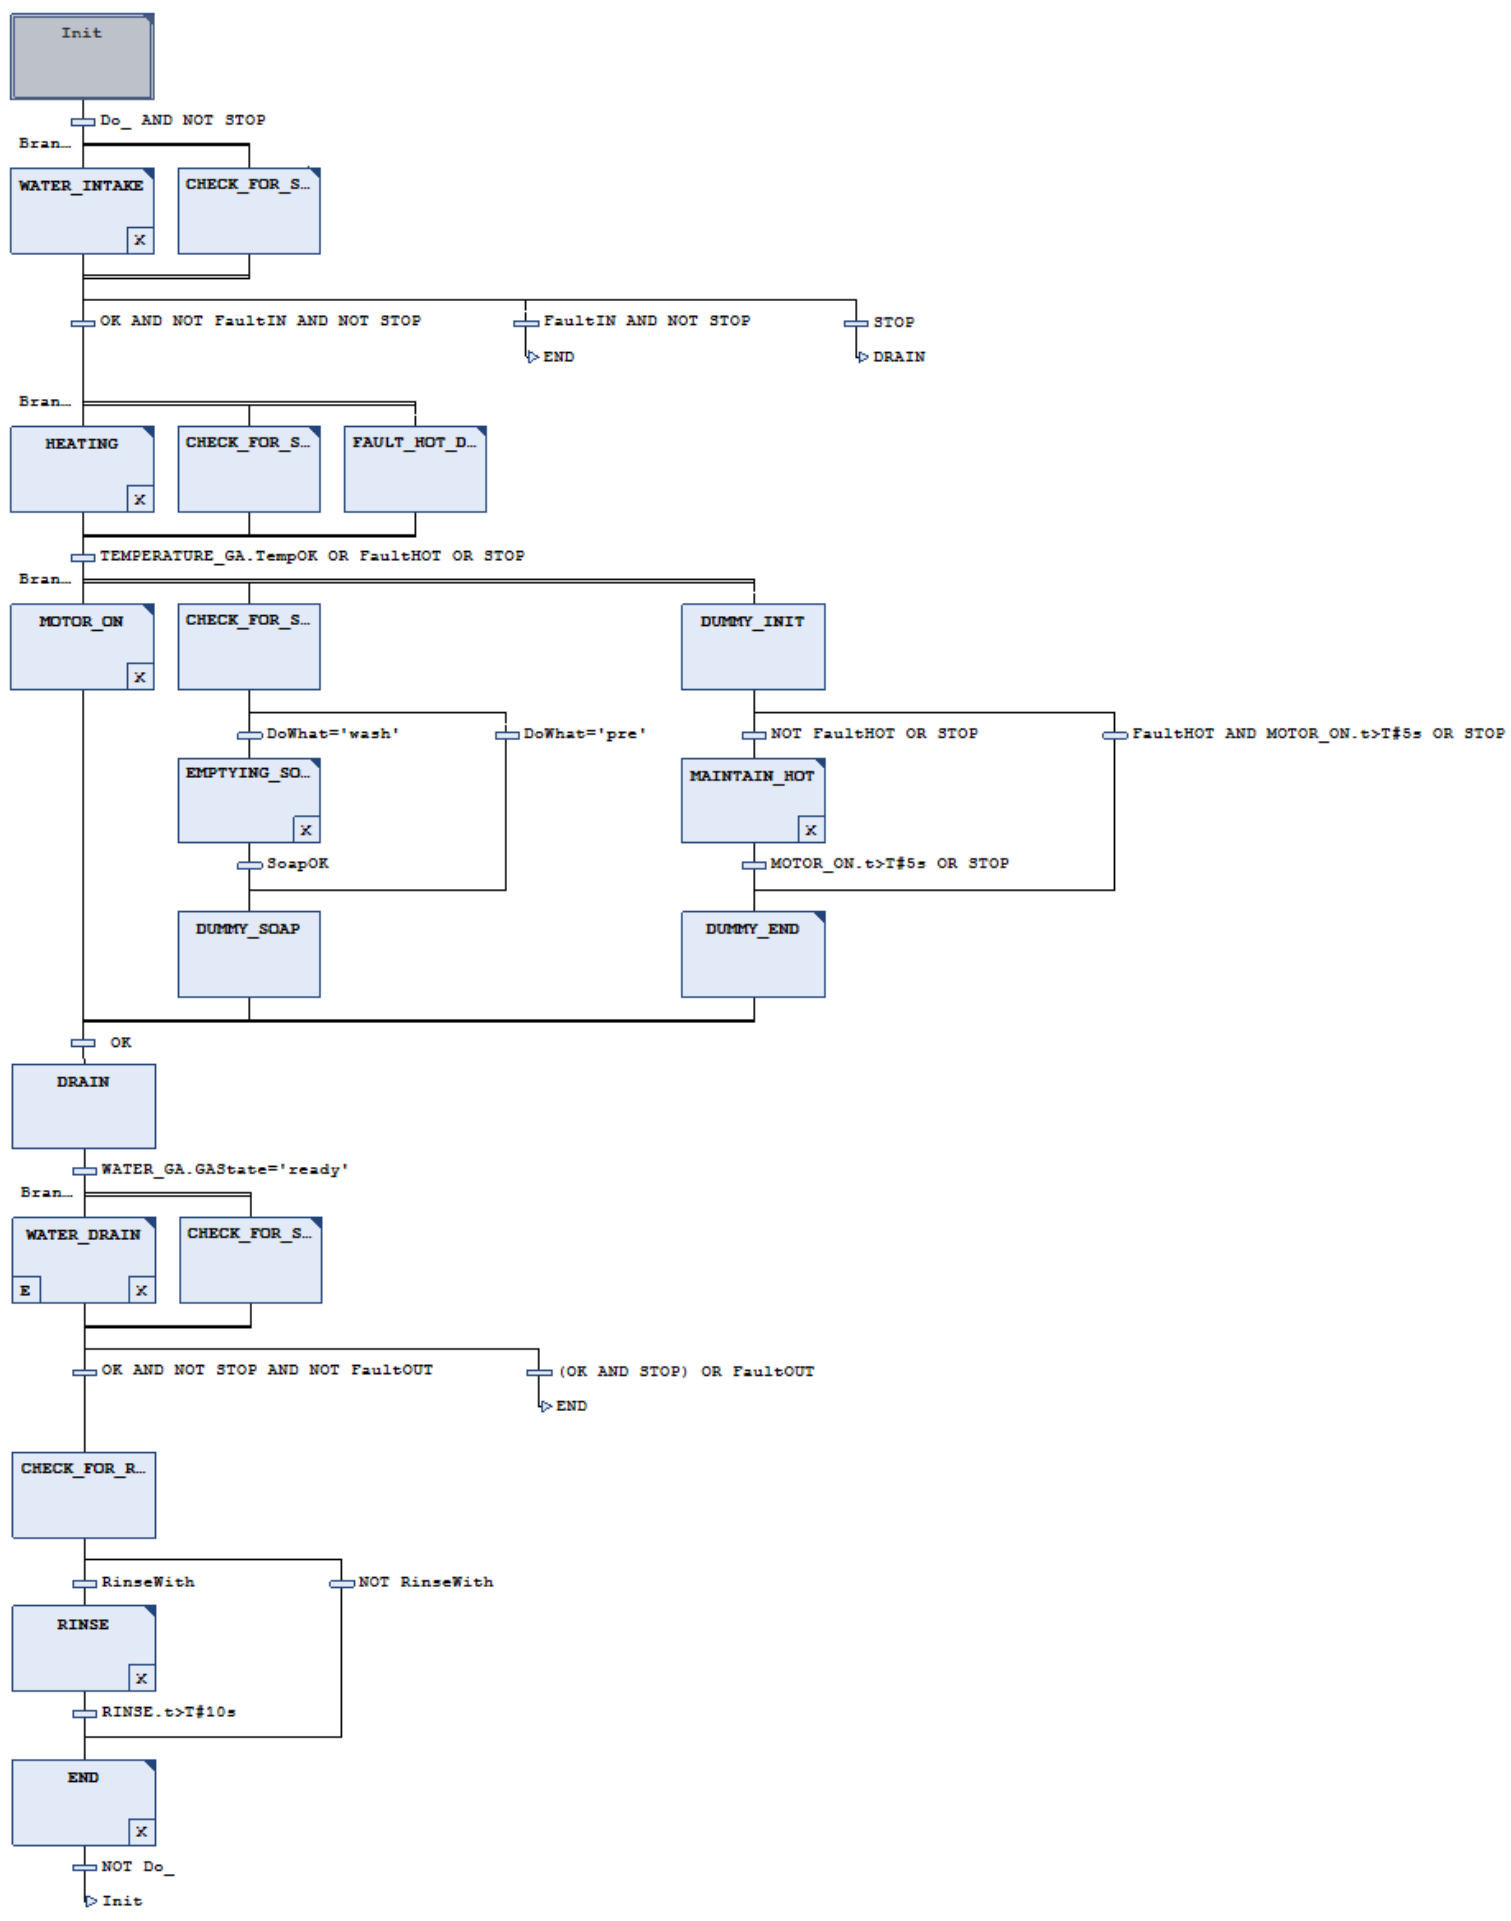 Init
Do_ AND NOT STOP
Bran…
WATER_INTAKE
CHECK_FOR_S…
X
OK AND NOT FaultIN AND NOT STOP
FaultIN AND NOT STOP
STOP
END
DRAIN
Bran…
HEATING
CHECK_FOR_S…
FAULT_HOT_D…
X
TEMPERATURE_GA.TempOK OR FaultHOT OR STOP
Bran…
MOTOR_ON
CHECK_FOR_S…
DUMMY_INIT
X
DoWhat='wash'
DoWhat='pre'
NOT FaultHOT OR STOP
FaultHOT AND MOTOR_ON.t>T#5s OR STOP
EMPTYING_SO…
MAINTAIN_HOT
X
X
SoapOK
MOTOR_ON.t>T#5s OR STOP
DUMMY_SOAP
DUMMY_END
OK
DRAIN
WATER_GA.GAState='ready'
Bran…
WATER_DRAIN
CHECK_FOR_S…
E
X
OK AND NOT STOP AND NOT FaultOUT
(OK AND STOP) OR FaultOUT
END
CHECK_FOR_R…
RinseWith
NOT RinseWith
RINSE
X
RINSE.t>T#10s
END
X
NOT Do_
Init